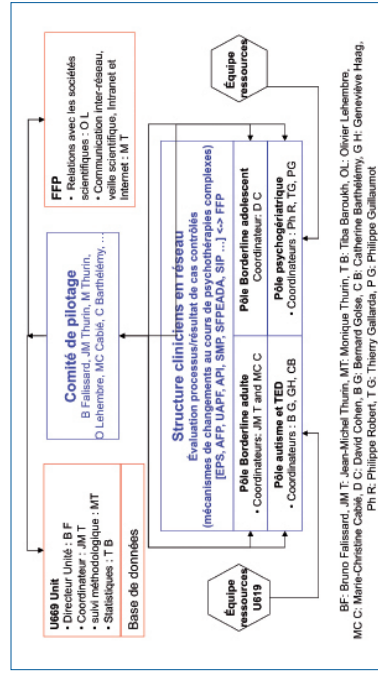 U669 Unit
• Directeur Unité : B F
• Coordinateur : JM T
• suivi méthodologique : MT
• Statistiques : T B
Base de données
Comité de pilotage
B Falissard, JM Thurin, M Thurin,
O Lehembre, MC Cabié, C Barthélémy, ...
FFP
• Relations avec les sociétés
scientifiques : O L
• Communication inter-réseau,
veille scientifique, Intranet et
Internet : M T
Structure cliniciens en réseau
Évaluation processus/résultat de cas contrôlés
(mécanismes de changements au cours de psychothérapies complexes)
[EPS, AFP, UAPF, API, SMP, SFPEADA, SIP ...] <-> FFP
Pôle Borderline adulte
• Coordinateurs: JM T and MC C
Pôle Borderline adolescent
Coordinateur: D C
Pôle autisme et TED
• Coordinateurs : B G, GH, CB
Pôle psychogériatrique
• Coordinateurs : Ph R, TG, PG
Équipe
ressources
U619
Équipe
ressources
BF: Bruno Falissard, JM T: Jean-Michel Thurin, MT: Monique Thurin, T B: Tiba Baroukh, OL: Olivier Lehembre,
MC C: Marie-Christine Cabié, D C: David Cohen, B G: Bernard Golse, C B: Catherine Barthélémy, G H: Geneviève Haag,
Ph R: Philippe Robert, T G: Thierry Gallarda, P G: Philippe Guillaumot